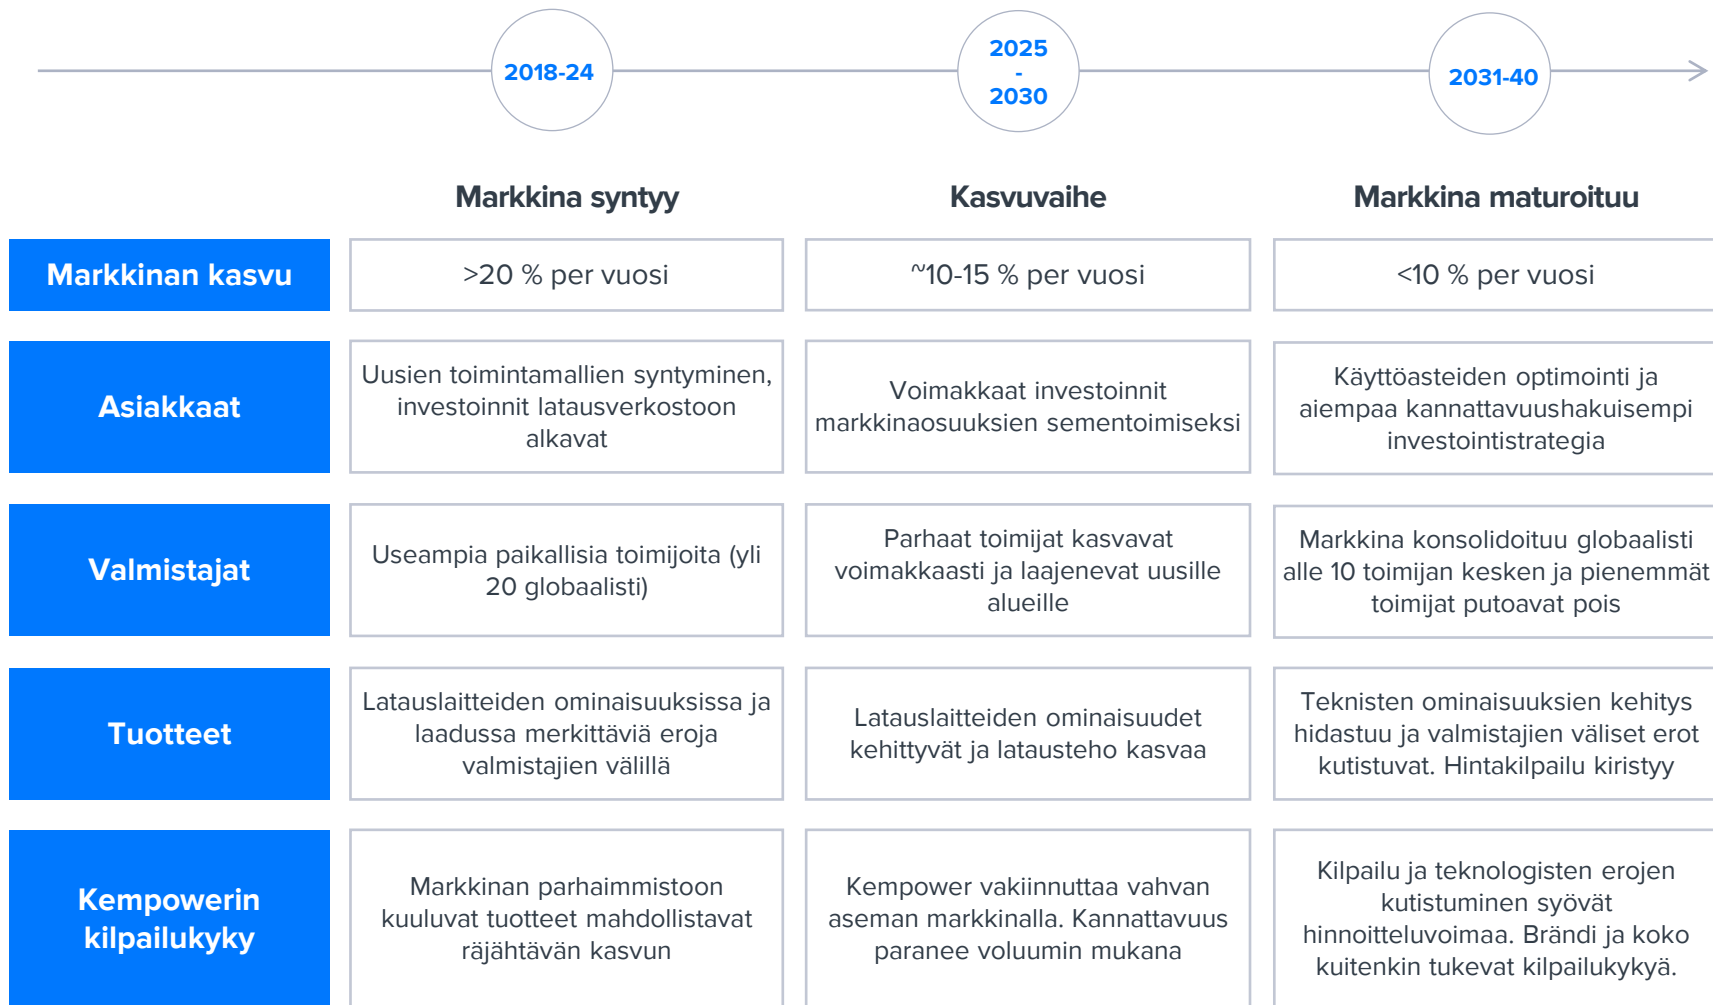 2018-24
2025
-
2030
2031-40
Markkina syntyy
Kasvuvaihe
Markkina maturoituu
Markkinan kasvu
>20 % per vuosi
~10-15 % per vuosi
<10 % per vuosi
Asiakkaat
Uusien toimintamallien syntyminen,
investoinnit latausverkostoon
alkavat
Voimakkaat investoinnit
markkinaosuuksien sementoimiseksi
Käyttöasteiden optimointi ja
aiempaa kannattavuushakuisempi
investointistrategia
Valmistajat
Useampia paikallisia toimijoita (yli
20 globaalisti)
Parhaat toimijat kasvavat
voimakkaasti ja laajenevat uusille
alueille
Markkina konsolidoituu globaalisti
alle 10 toimijan kesken ja pienemmät
toimijat putoavat pois
Tuotteet
Latauslaitteiden ominaisuuksissa ja
laadussa merkittäviä eroja
valmistajien välillä
Latauslaitteiden ominaisuudet
kehittyvät ja latausteho kasvaa
Teknisten ominaisuuksien kehitys
hidastuu ja valmistajien väliset erot
kutistuvat. Hintakilpailu kiristyy
Kempowerin
kilpailukyky
Markkinan parhaimmistoon
kuuluvat tuotteet mahdollistavat
räjähtävän kasvun
Kempower vakiinnuttaa vahvan
aseman markkinalla. Kannattavuus
paranee voluumin mukana
Kilpailu ja teknologisten erojen
kutistuminen syövät
hinnoitteluvoimaa. Brändi ja koko
kuitenkin tukevat kilpailukykyä.